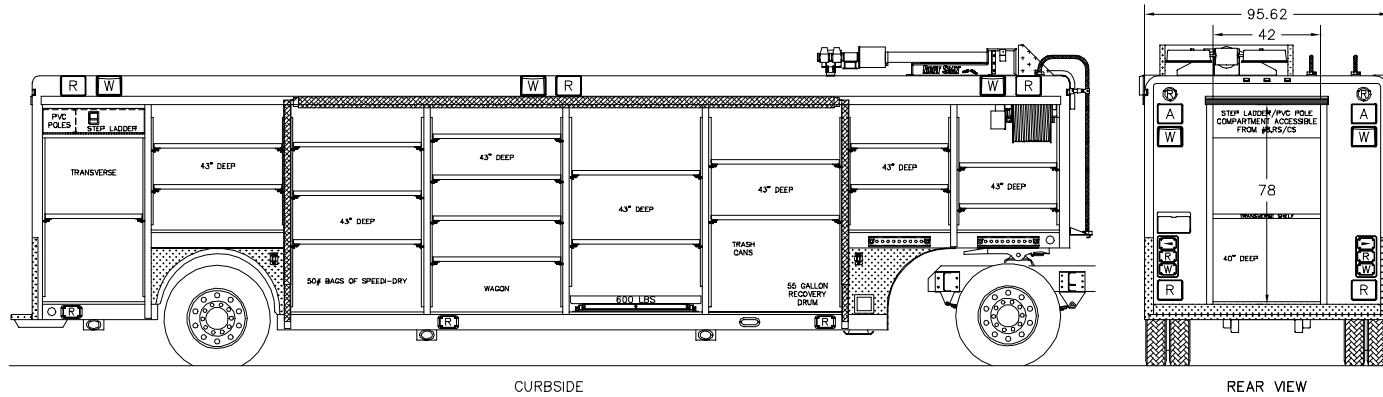 95.62
42
R
W
W
R
W
R
PVC
POLES
STEP LADDER
TRANSVERSE
43" DEEP
43" DEEP
43" DEEP
43" DEEP
43" DEEP
43" DEEP
43" DEEP
TRASH
CANS
50# BAGS OF SPEEDI-DRY
WAGON
600 LBS
55 GALLON
RECOVERY
DRUM
R
R
R
CURBSIDE
R
R
A
A
W
W
STEP LADDER/PVC POLE
COMPARTMENT ACCESSIBLE
78
TRANSVERSE SHELF
40" DEEP
R
R
W
W
R
R
REAR VIEW